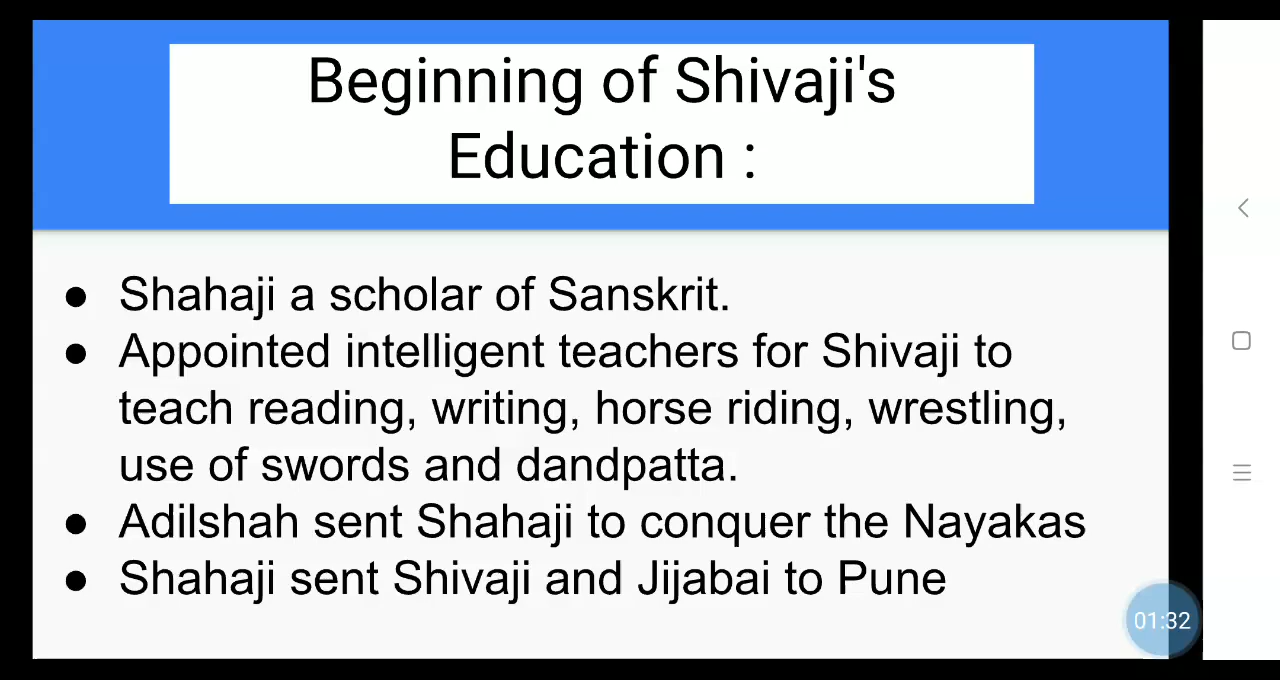 Beginning of Shivaji's
Education :
● Shahaji a scholar of Sanskrit.
● Appointed intelligent teachers for Shivaji to
teach reading, writing, horse riding, wrestling,
use of swords and dandpatta.
● Adilshah sent Shahaji to conquer the Nayakas
● Shahaji sent Shivaji and Jijabai to Pune
01:32